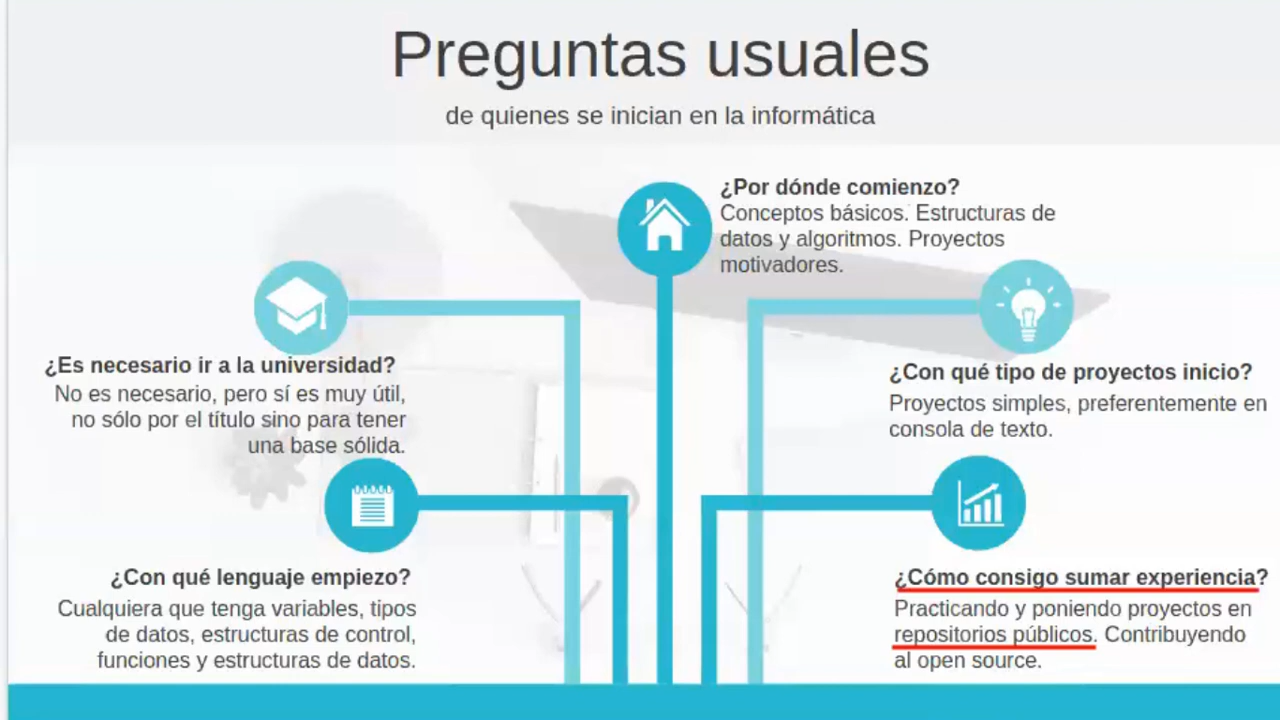 Preguntas usuales
de quienes se inician en la informática
¿Por dónde comienzo?
Conceptos básicos. Estructuras de
datos y algoritmos. Proyectos
motivadores.
¿Es necesario ir a la universidad?
No es necesario, pero sí es muy útil,
no sólo por el título sino para tener
una base sólida.
¿Con qué tipo de proyectos inicio?
Proyectos simples, preferentemente en
consola de texto.
¿Con qué lenguaje empiezo?
Cualquiera que tenga variables, tipos
de datos, estructuras de control,
funciones y estructuras de datos.
¿Cómo consigo sumar experiencia?
Practicando y poniendo proyectos en
repositorios públicos. Contribuyendo
al open source.